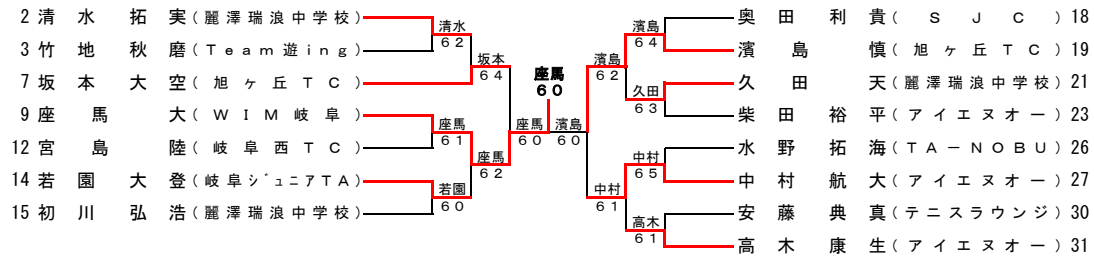 2 清水 拓実(麗澤瑞浪中学校)
3 竹地 秋磨(Team遊ing)
7 坂本 大空(旭ヶ丘TC)
9 座馬 大(WIM岐阜)
12 宮島 陸(岐阜西TC)
14 若園 大登(岐阜ジュニアTA)
15 初川 弘浩(麗澤瑞浪中学校)
清水
62
坂本
64
座馬
61
座馬
62
若園
60
座馬
60
座馬
60
濱島
60
濱島
62
濱島
64
久田
63
中村
61
中村
65
高木
61
奥田 利貴(SJC) 18
濱島 慎(旭ヶ丘TC) 19
久田 天(麗澤瑞浪中学校) 21
柴田 裕平(アイエヌオー) 23
水野 拓海(TA-NOBU) 26
中村 航大(アイエヌオー) 27
安藤 典真(テニスラウンジ) 30
高木 康生(アイエヌオー) 31